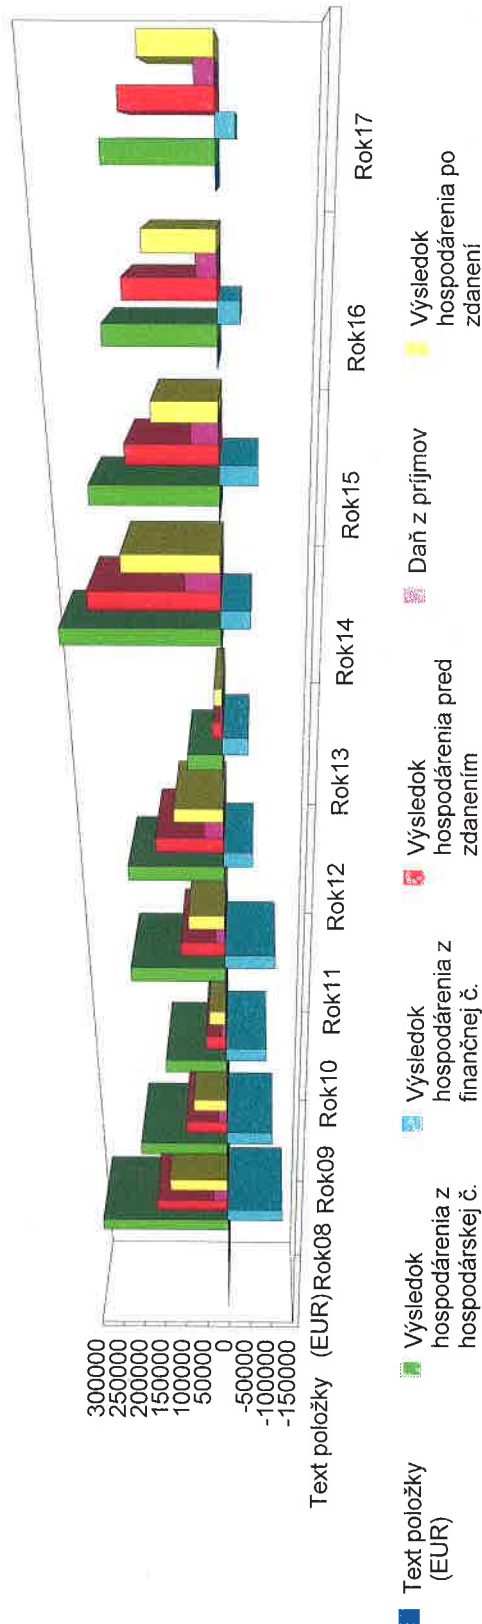 300000
250000
200000
150000
100000
50000
0
-50000
-100000
-150000
Text položky (EUR)
Rok08
Rok09
Rok10
Rok11
Rok12
Rok13
Rok14
Rok15
Rok16
Rok17
Text položky
(EUR)
Výsledok
hospodárenia z
hospodárskej č.
Výsledok
hospodárenia z
finančnej č.
Výsledok
hospodárenia pred
zdanením
Daň z príjmov
Výsledok
hospodárenia po
zdanení